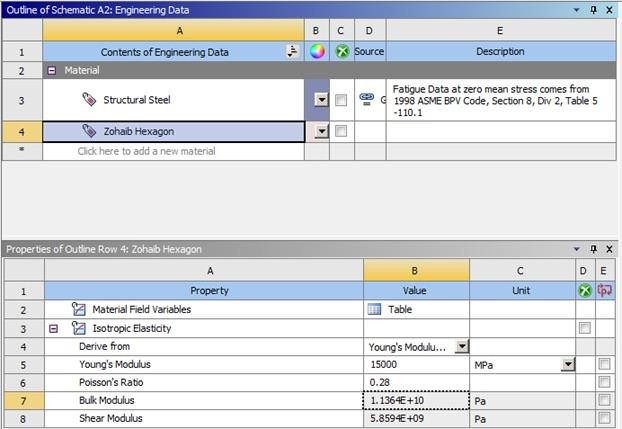 Outline of Schematic A2: Engineering Data
A B C D E
1 Contents of Engineering Data Source Description
2 Material
3 Structural Steel G Fatigue Data at zero mean stress comes from
1998 ASME BPV Code, Section 8, Div 2, Table 5
-110.1
4 Zohaib Hexagon
* Click here to add a new material
Properties of Outline Row 4: Zohaib Hexagon
A B C D E
1 Property Value Unit
2 Material Field Variables Table
3 Isotropic Elasticity
4 Derive from Young's Modulu...
5 Young's Modulus 15000 MPa
6 Poisson's Ratio 0.28
7 Bulk Modulus 1.1364E+10 Pa
8 Shear Modulus 5.8594E+09 Pa